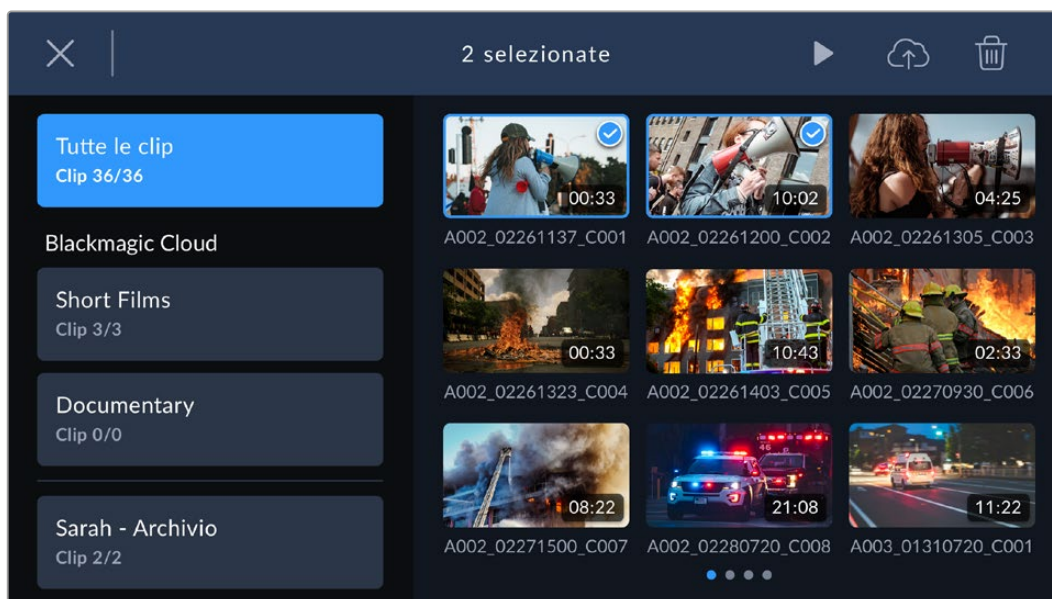 2 selezionate
Tutte le clip
Clip 36/36
Blackmagic Cloud
Short Films
Clip 3/3
Documentary
Clip 0/0
Sarah - Archivio
Clip 2/2
00:33
10:02
04:25
A002_02261137_C001
A002_02261200_C002
A002_02261305_C003
00:33
10:43
02:33
A002_02261323_C004
A002_02261403_C005
A002_02270930_C006
46
08:22
21:08
11:22
A002_02271500_C007
A002_02280720_C008
A003_01310720_C001